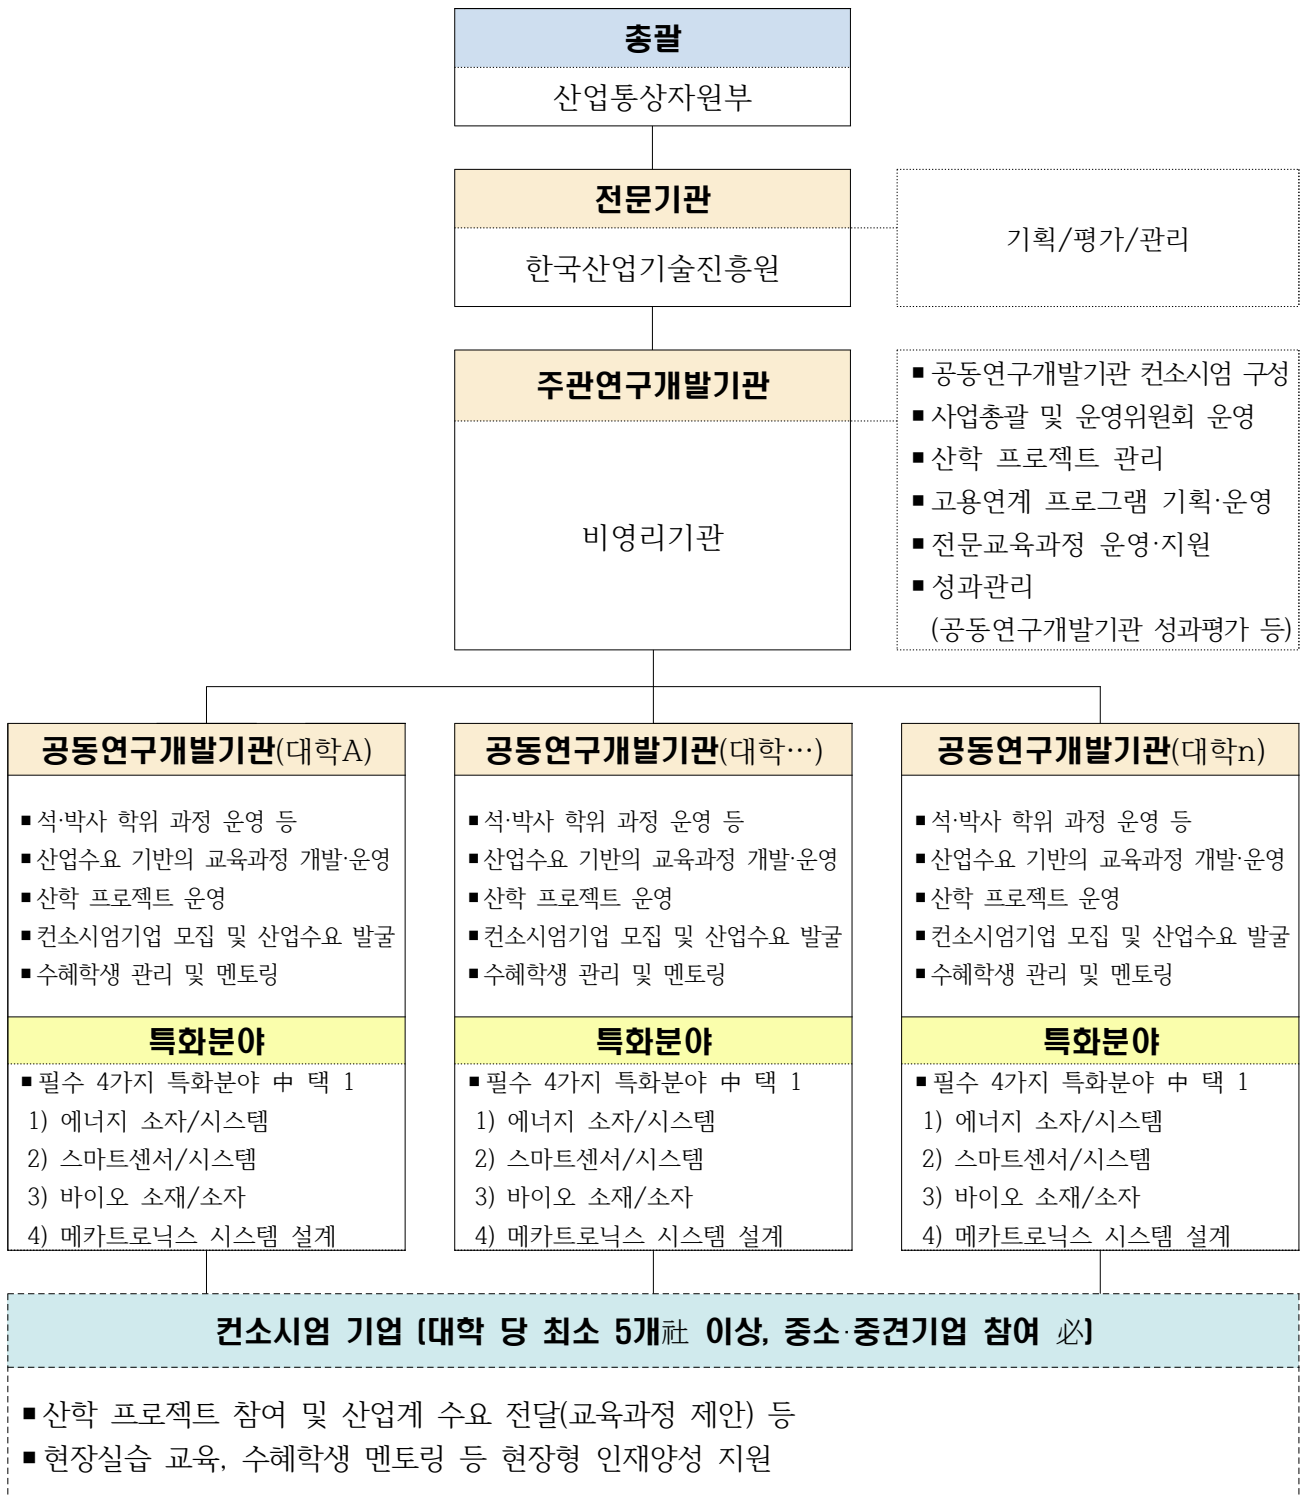 총괄
산업통상자원부
전문기관
한국산업기술진흥원
기획/평가/관리
주관연구개발기관
비영리기관
■ 공동연구개발기관 컨소시엄 구성
■ 사업총괄 및 운영위원회 운영
■ 산학 프로젝트 관리
■ 고용연계 프로그램 기획·운영
■ 전문교육과정 운영·지원
■ 성과관리
(공동연구개발기관 성과평가 등)
공동연구개발기관(대학A)
■ 석·박사 학위 과정 운영 등
■ 산업수요 기반의 교육과정 개발·운영
■ 산학 프로젝트 운영
■ 컨소시엄기업 모집 및 산업수요 발굴
■ 수혜학생 관리 및 멘토링
특화분야
■ 필수 4가지 특화분야 中 택 1
1) 에너지 소자/시스템
2) 스마트센서/시스템
3) 바이오 소재/소자
4) 메카트로닉스 시스템 설계
공동연구개발기관(대학…)
■ 석·박사 학위 과정 운영 등
■ 산업수요 기반의 교육과정 개발·운영
■ 산학 프로젝트 운영
■ 컨소시엄기업 모집 및 산업수요 발굴
■ 수혜학생 관리 및 멘토링
특화분야
■ 필수 4가지 특화분야 中 택 1
1) 에너지 소자/시스템
2) 스마트센서/시스템
3) 바이오 소재/소자
4) 메카트로닉스 시스템 설계
공동연구개발기관(대학n)
■ 석·박사 학위 과정 운영 등
■ 산업수요 기반의 교육과정 개발·운영
■ 산학 프로젝트 운영
■ 컨소시엄기업 모집 및 산업수요 발굴
■ 수혜학생 관리 및 멘토링
특화분야
■ 필수 4가지 특화분야 中 택 1
1) 에너지 소자/시스템
2) 스마트센서/시스템
3) 바이오 소재/소자
4) 메카트로닉스 시스템 설계
컨소시엄 기업 (대학 당 최소 5개社 이상, 중소·중견기업 참여 必)
■ 산학 프로젝트 참여 및 산업계 수요 전달(교육과정 제안) 등
■ 현장실습 교육, 수혜학생 멘토링 등 현장형 인재양성 지원